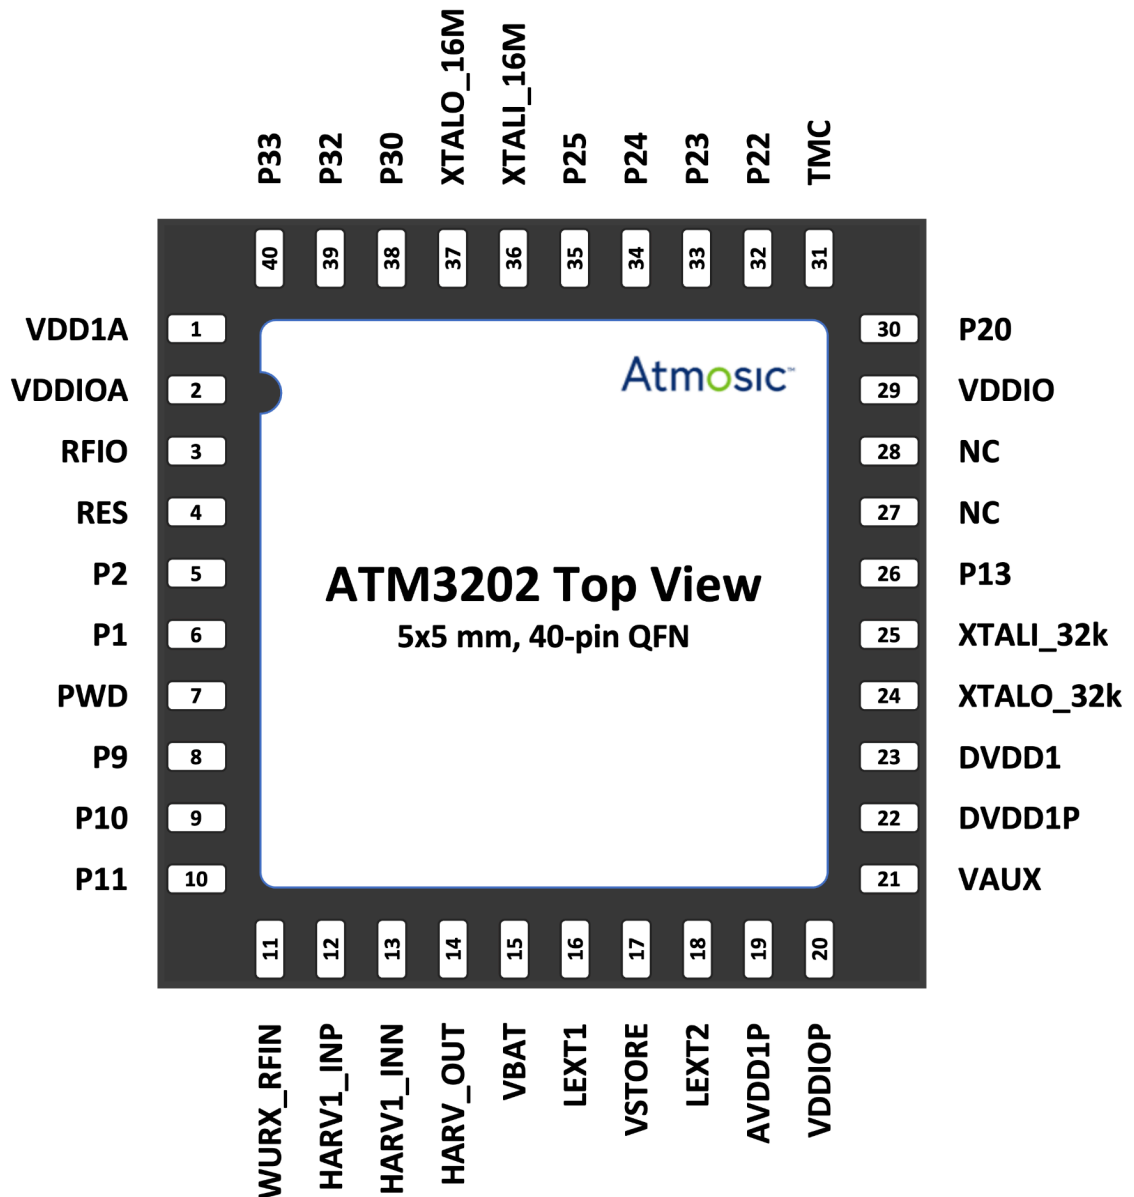 P33
P32
P30
XTALO_16M
XTALI_16M
P25
P24
P23
P22
TMC
40
39
38
37
36
35
34
33
32
31
VDD1A 1
VDDIOA 2
RFIO 3
RES 4
P2 5
P1 6
PWD 7
P9 8
P10 9
P11 10
Atmosic™
ATM3202 Top View
5x5 mm, 40-pin QFN
30 P20
29 VDDIO
28 NC
27 NC
26 P13
25 XTALI_32k
24 XTALO_32k
23 DVDD1
22 DVDD1P
21 VAUX
11
12
13
14
15
16
17
18
19
20
WURX_RFIN
HARV1_INP
HARV1_INN
HARV_OUT
VBAT
LEXT1
VSTORE
LEXT2
AVDD1P
VDDIOP